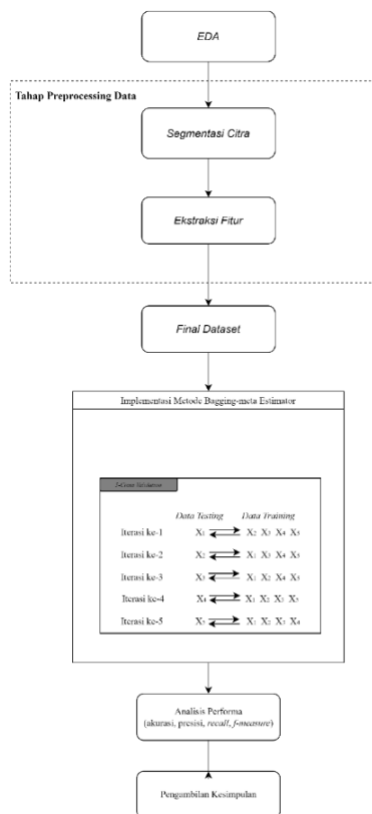 EDA
Tahap Preprocessing Data
Segmentasi Citra
Ekstraksi Fitur
Final Dataset
Implementasi Metode Bagging-meta Estimator
Data Testing Data Training
Iterasi ke-1 X₁ X₂ X₃ X₄ X₅
Iterasi ke-2 X₂ X₁ X₃ X₄ X₅
Iterasi ke-3 X₃ X₁ X₂ X₄ X₅
Iterasi ke-4 X₄ X₁ X₂ X₃ X₅
Iterasi ke-5 X₅ X₁ X₂ X₃ X₄
Analisis Performa
(akurasi, presisi, recall, f-measure)
Pengambilan Kesimpulan